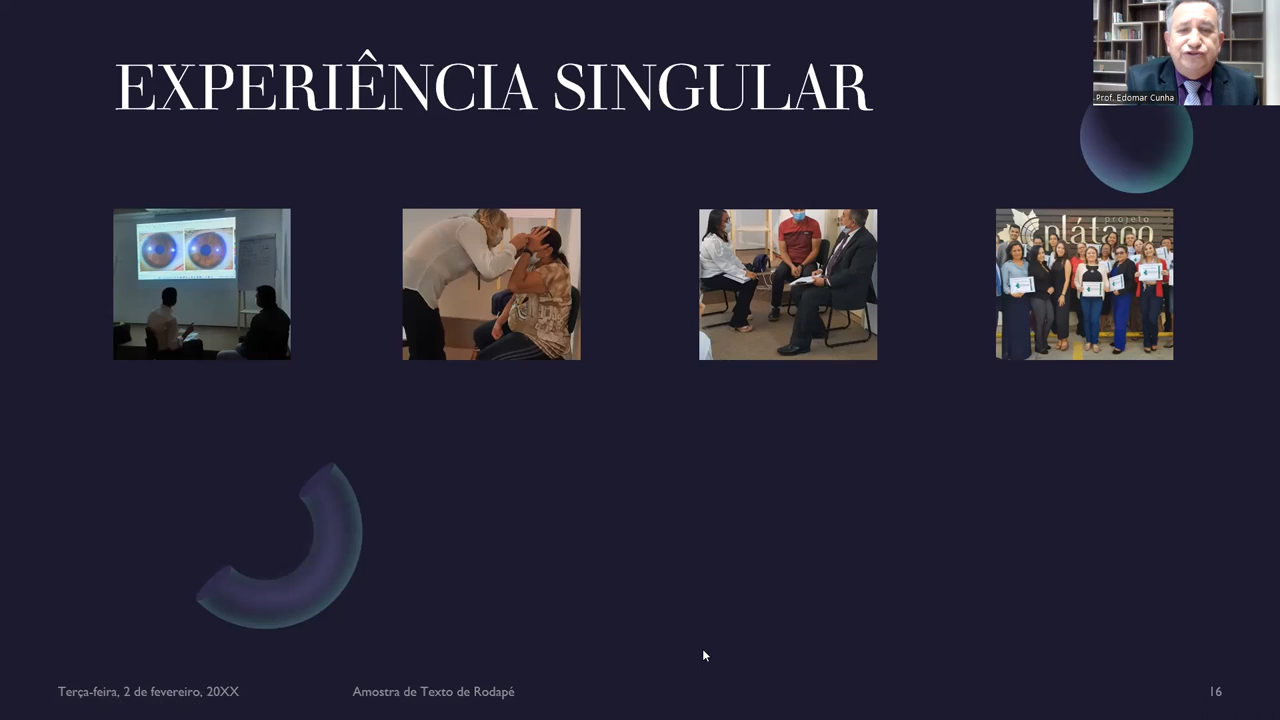 EXPERIÊNCIA SINGULAR
Prof. Edomar Cunha
projeto
plátano
Terça-feira, 2 de fevereiro, 20XX
Amostra de Texto de Rodapé
16